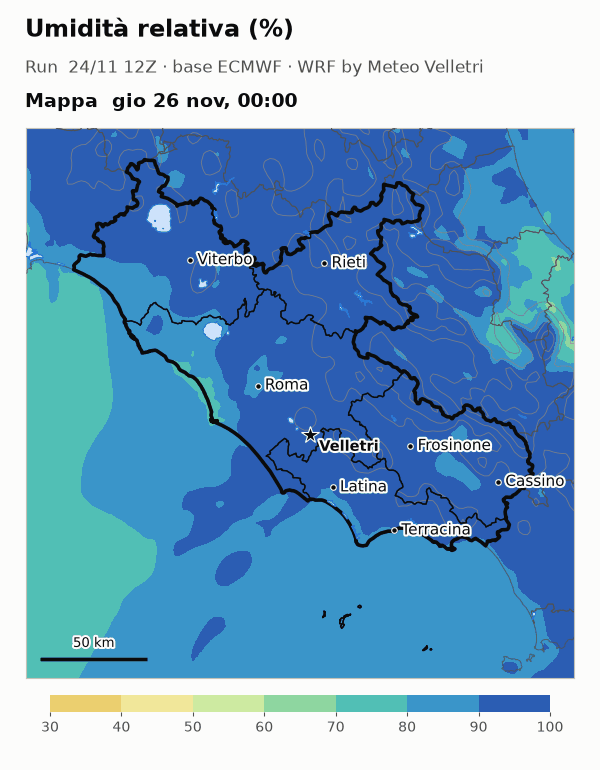 Umidità relativa (%)
Run  24/11 12Z · base ECMWF · WRF by Meteo Velletri
Mappa  gio 26 nov, 00:00
Viterbo
Rieti
Roma
Velletri
Frosinone
Cassino
Latina
Terracina
50 km
30 40 50 60 70 80 90 100